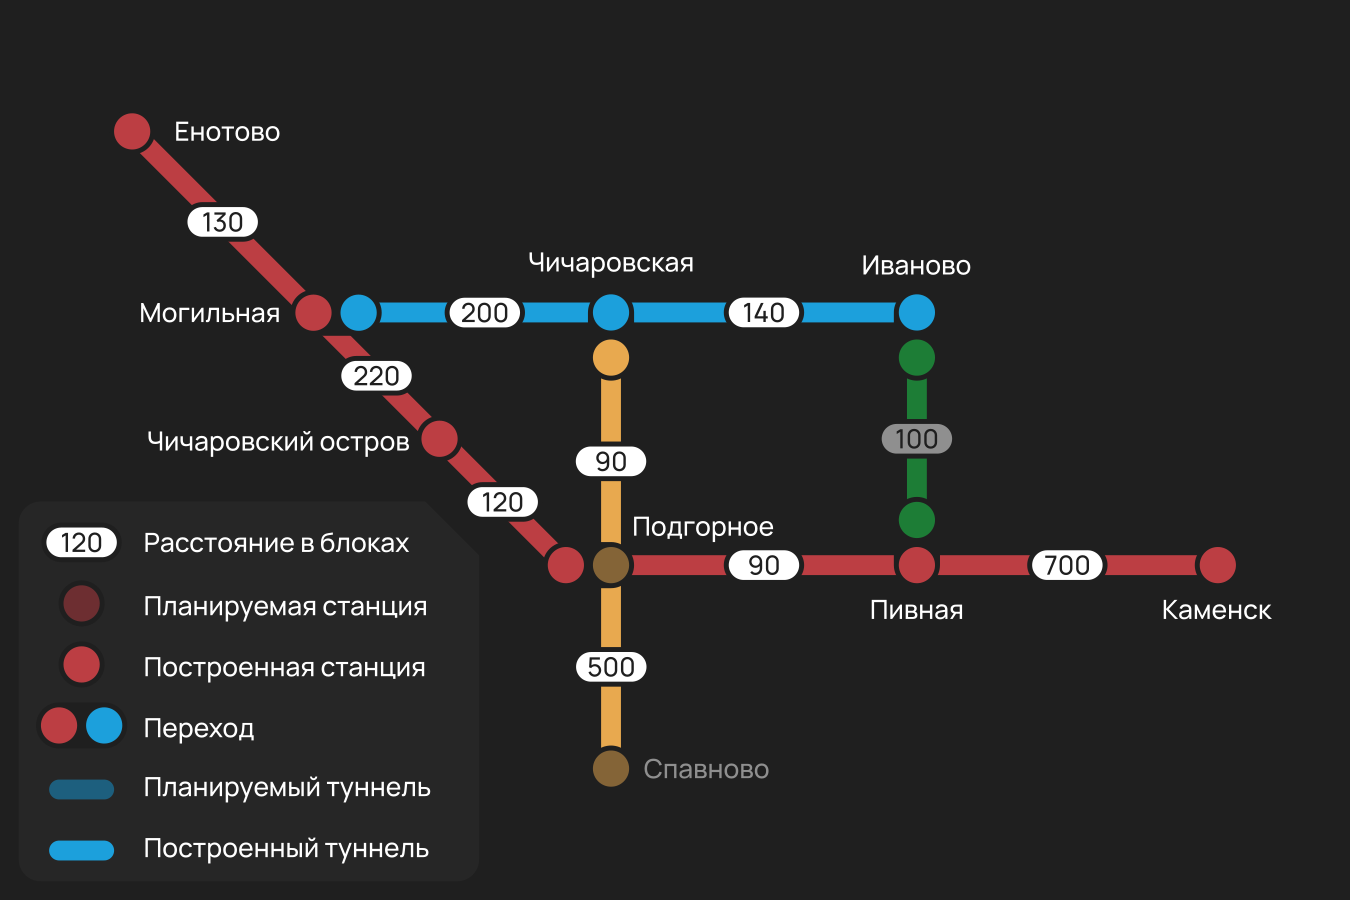 Енотово
130
Чичаровская
Иваново
Могильная
200
140
220
Чичаровский остров
100
90
120
Подгорное
90
700
Пивная
Каменск
500
Спавново
120 Расстояние в блоках
Планируемая станция
Построенная станция
Переход
Планируемый туннель
Построенный туннель